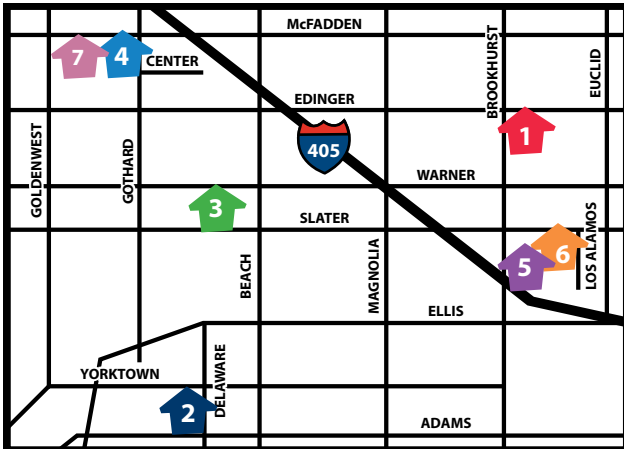 McFADDEN
7
4
CENTER
BROOKHURST
EUCLID
EDINGER
1
405
GOLDENWEST
GOTHARD
WARNER
3
SLATER
BEACH
MAGNOLIA
5
6
LOS ALAMOS
ELLIS
YORKTOWN
DELAWARE
2
ADAMS